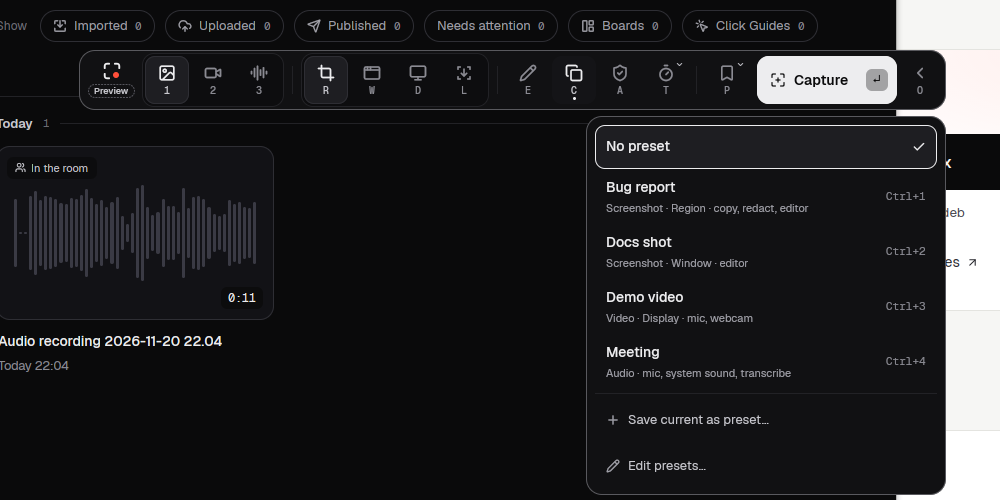 Show
Imported 0
Uploaded 0
Published 0
Needs attention 0
Boards 0
Click Guides 0
Preview
1
2
3
R
W
D
L
E
C
A
T
P
Capture
O
Today 1
In the room
0:11
Audio recording 2026-11-20 22.04
Today 22:04
No preset
Bug report
Screenshot · Region · copy, redact, editor
Ctrl+1
Docs shot
Screenshot · Window · editor
Ctrl+2
Demo video
Video · Display · mic, webcam
Ctrl+3
Meeting
Audio · mic, system sound, transcribe
Ctrl+4
Save current as preset...
Edit presets...
x
deb
es